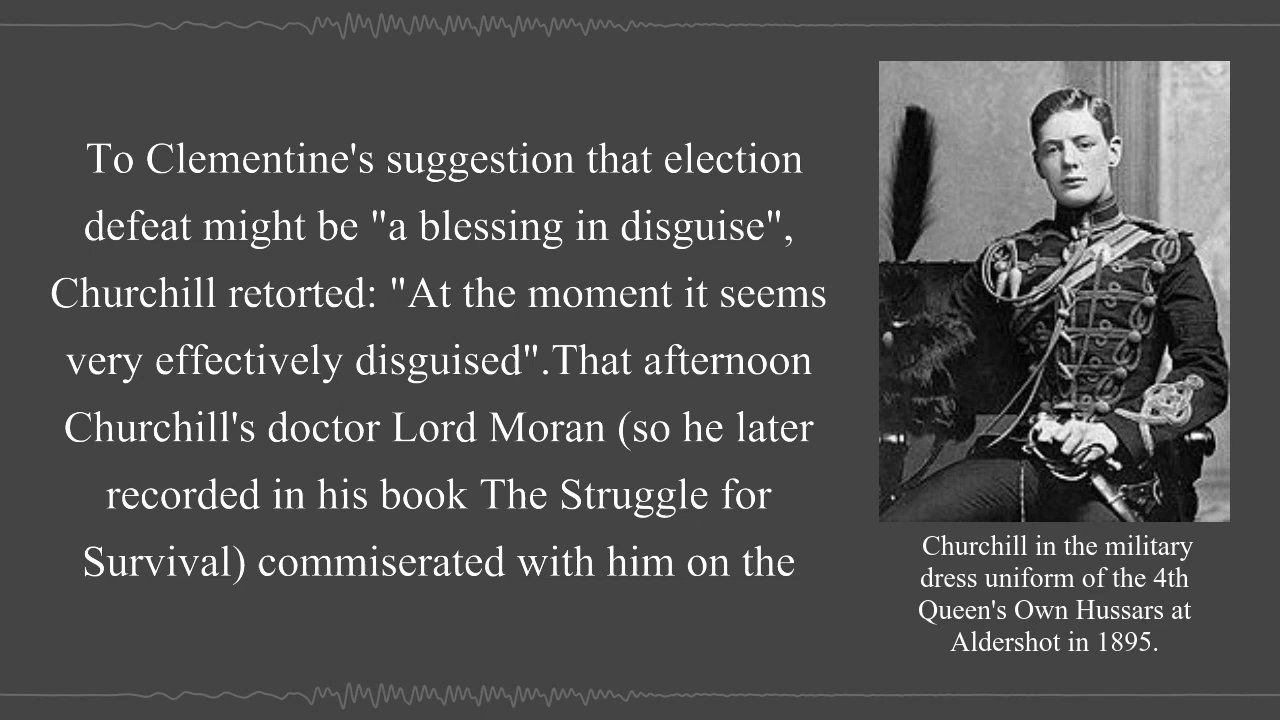 To Clementine's suggestion that election
defeat might be "a blessing in disguise",
Churchill retorted: "At the moment it seems
very effectively disguised".That afternoon
Churchill's doctor Lord Moran (so he later
recorded in his book The Struggle for
Survival) commiserated with him on the
Churchill in the military
dress uniform of the 4th
Queen's Own Hussars at
Aldershot in 1895.